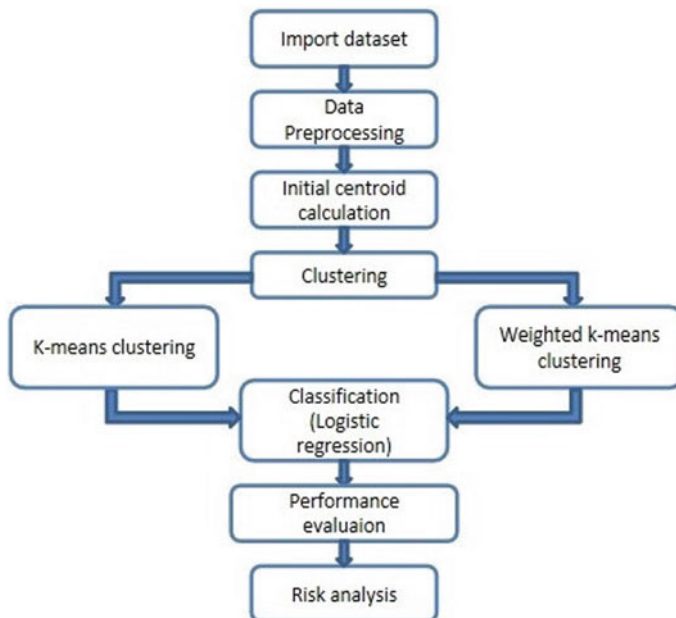 Import dataset
Data
Preprocessing
Initial centroid
calculation
Clustering
K-means clustering
Weighted k-means
clustering
Classification
(Logistic
regression)
Performance
evaluaion
Risk analysis